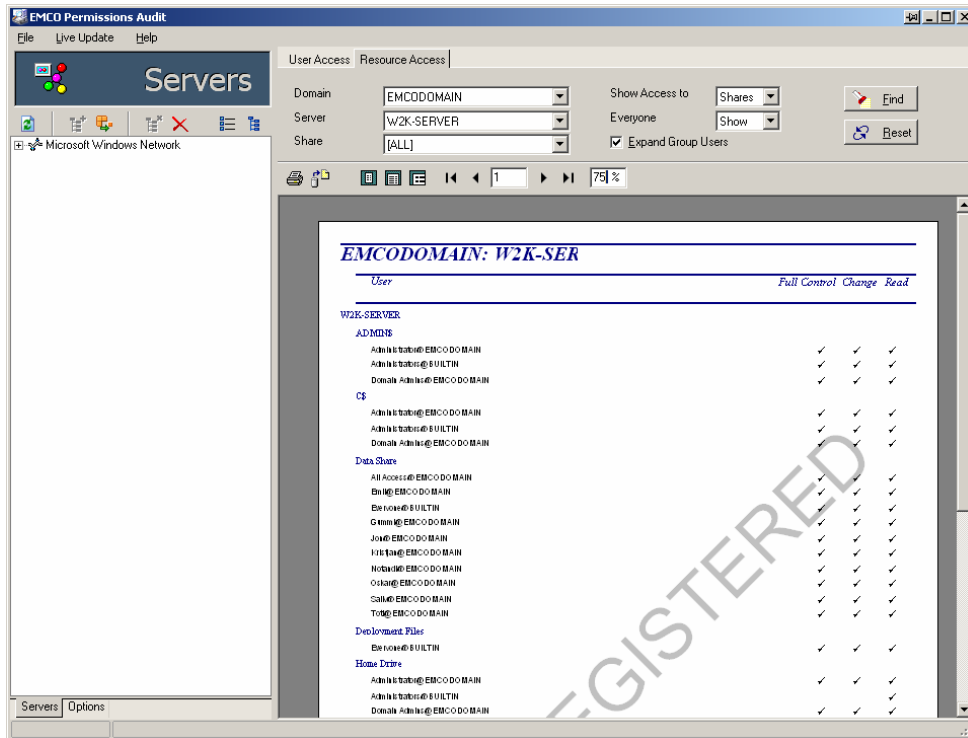 EMCO Permissions Audit
File Live Update Help
Servers
Microsoft Windows Network
Servers Options
User Access Resource Access
Domain EMCODOMAIN Show Access to Shares Find
Server W2K-SERVER Everyone Show Reset
Share [ALL] Expand Group Users
1 75 %
EMCODOMAIN: W2K-SER
User Full Control Change Read
W2K-SERVER
ADMIN$
Administrator@EMCODOMAIN ✓ ✓ ✓
Administrators@BUILTIN ✓ ✓ ✓
Domain Admins@EMCODOMAIN ✓ ✓ ✓
C$
Administrator@EMCODOMAIN ✓ ✓ ✓
Administrators@BUILTIN ✓ ✓ ✓
Domain Admins@EMCODOMAIN ✓ ✓ ✓
Data Share
All Access@EMCODOMAIN ✓ ✓ ✓
Emil@EMCODOMAIN ✓ ✓ ✓
Everyone@BUILTIN ✓ ✓ ✓
Gummi@EMCODOMAIN ✓ ✓ ✓
Jon@EMCODOMAIN ✓ ✓ ✓
Kristjan@EMCODOMAIN ✓ ✓ ✓
Notandi@EMCODOMAIN ✓ ✓ ✓
Oskar@EMCODOMAIN ✓ ✓ ✓
✓ ✓ ✓
Toti@EMCODOMAIN ✓ ✓ ✓
Deployment Files
Everyone@BUILTIN ✓ ✓ ✓
Home Drive
Administrator@EMCODOMAIN ✓ ✓ ✓
Administrators@BUILTIN ✓
Domain Admins@EMCODOMAIN ✓ ✓ ✓
EGISTERED